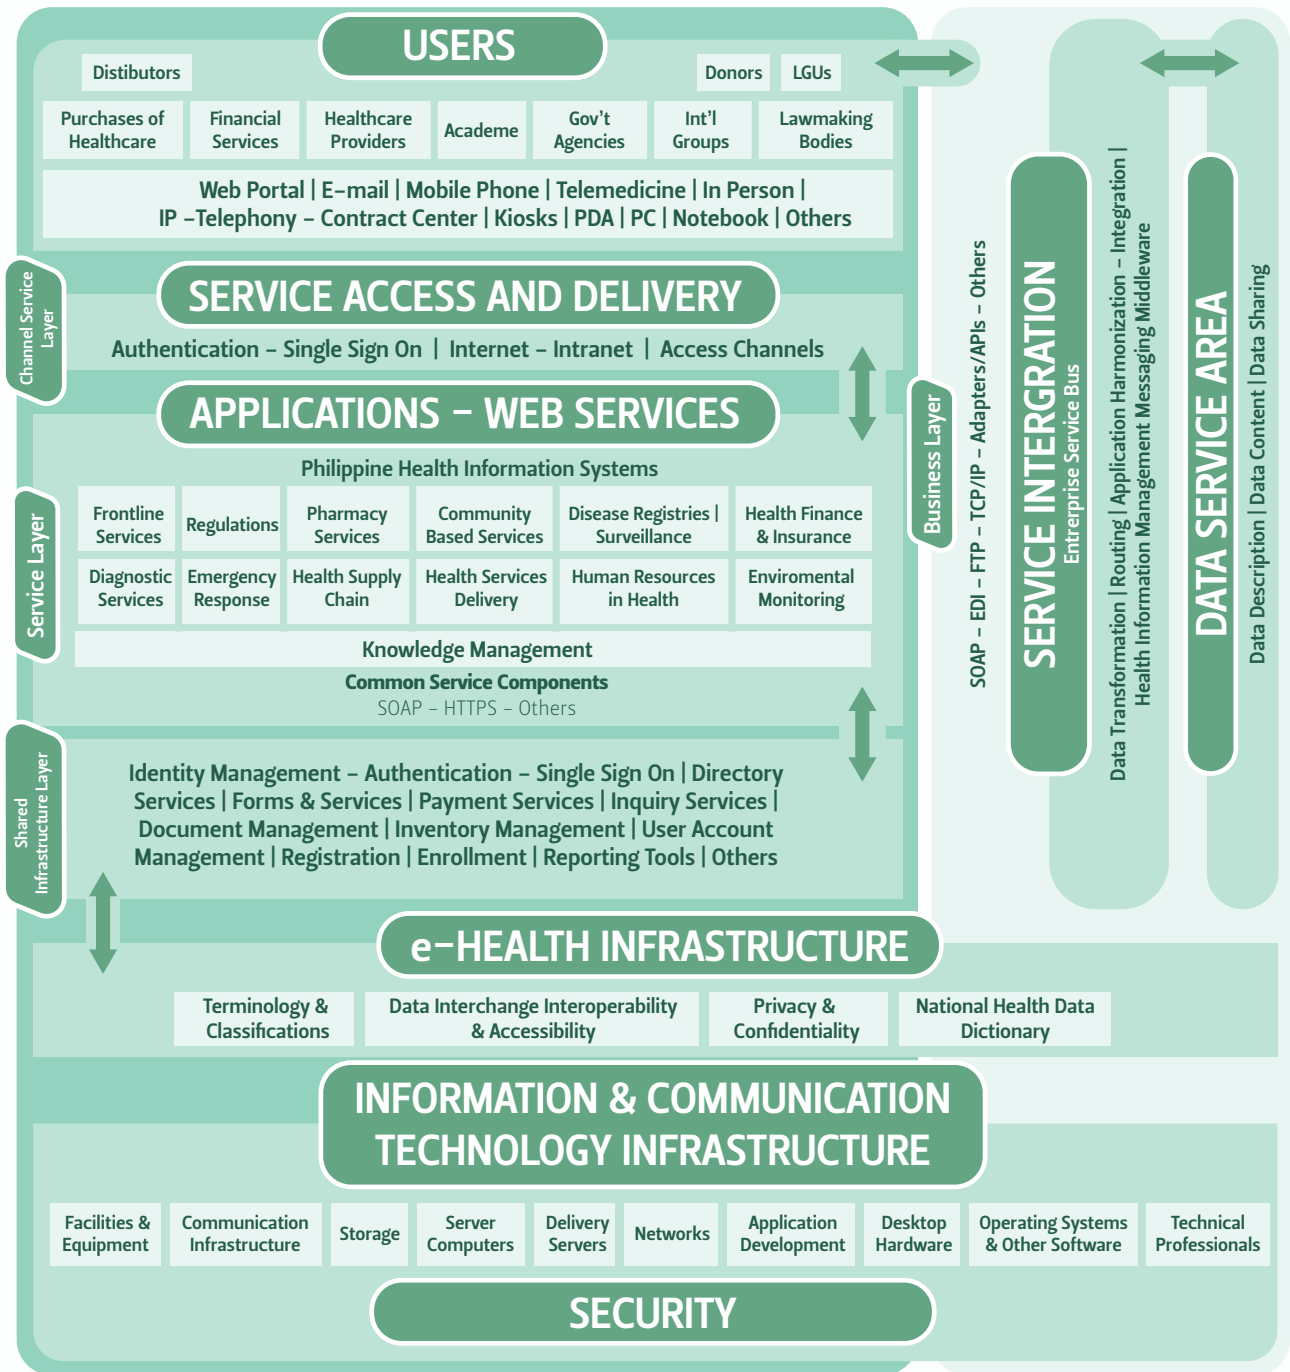 USERS
Distibutors
Donors
LGUs
Purchases of
Healthcare
Financial
Services
Healthcare
Providers
Academe
Gov't
Agencies
Int'l
Groups
Lawmaking
Bodies
Web Portal | E-mail | Mobile Phone | Telemedicine | In Person |
IP –Telephony – Contract Center | Kiosks | PDA | PC | Notebook | Others
Channel Service
Layer
SERVICE ACCESS AND DELIVERY
Authentication – Single Sign On | Internet – Intranet | Access Channels
APPLICATIONS – WEB SERVICES
Philippine Health Information Systems
Service Layer
Frontline
Services
Regulations
Pharmacy
Services
Community
Based Services
Disease Registries |
Surveillance
Health Finance
& Insurance
Diagnostic
Services
Emergency
Response
Health Supply
Chain
Health Services
Delivery
Human Resources
in Health
Enviromental
Monitoring
Knowledge Management
Common Service Components
SOAP – HTTPS – Others
Shared
Infrastructure Layer
Identity Management – Authentication – Single Sign On | Directory
Services | Forms & Services | Payment Services | Inquiry Services |
Document Management | Inventory Management | User Account
Management | Registration | Enrollment | Reporting Tools | Others
Business Layer
SOAP – EDI – FTP – TCP/IP – Adapters/APIs – Others
SERVICE INTERGRATION
Entrerprise Service Bus
Data Transformation | Routing | Application Harmonization – Integration |
Health Information Management Messaging Middleware
DATA SERVICE AREA
Data Description | Data Content | Data Sharing
e–HEALTH INFRASTRUCTURE
Terminology &
Classifications
Data Interchange Interoperability
& Accessibility
Privacy &
Confidentiality
National Health Data
Dictionary
INFORMATION & COMMUNICATION
TECHNOLOGY INFRASTRUCTURE
Facilities &
Equipment
Communication
Infrastructure
Storage
Server
Computers
Delivery
Servers
Networks
Application
Development
Desktop
Hardware
Operating Systems
& Other Software
Technical
Professionals
SECURITY